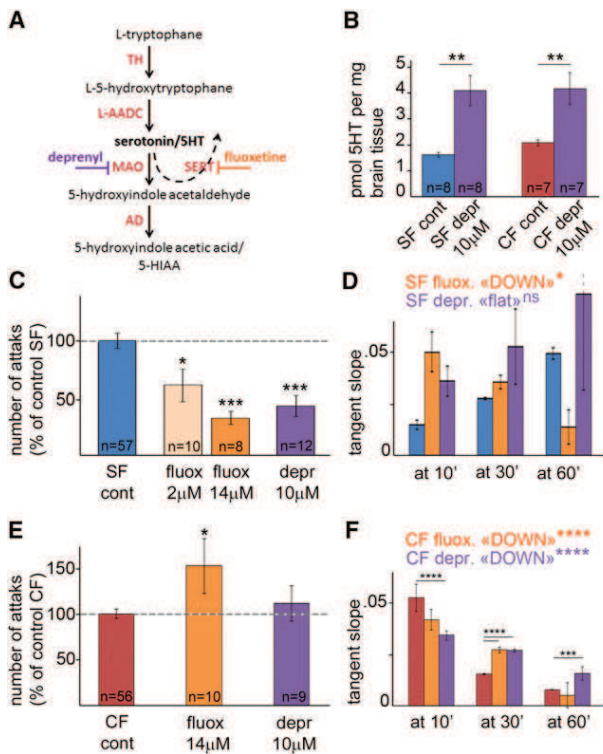 A
L-tryptophane
TH
L-5-hydroxytryptophane
L-AADC
serotonin/5HT
deprenyl MAO SERT fluoxetine
5-hydroxyindole acetaldehyde
AD
5-hydroxyindole acetic acid/
5-HIAA
B
pmol 5HT per mg
brain tissue
5
4
3
2
1
0
** **
n=8 n=8 n=7 n=7
SF cont
SF depr
10μM
CF cont
CF depr
10μM
C
number of attaks
(% of control SF)
100
50
* *** ***
n=57 n=10 n=8 n=12
SF fluox fluox depr
cont 2μM 14μM 10μM
D
SF fluox. «DOWN»*
SF depr. «flat»ns
tangent slope
.05
at 10' at 30' at 60'
E
number of attaks
(% of control CF)
150
100
50
*
n=56 n=10 n=9
CF fluox depr
cont 14μM 10μM
F
CF fluox. «DOWN»****
CF depr. «DOWN»****
tangent slope
.05
**** **** ***
at 10' at 30' at 60'